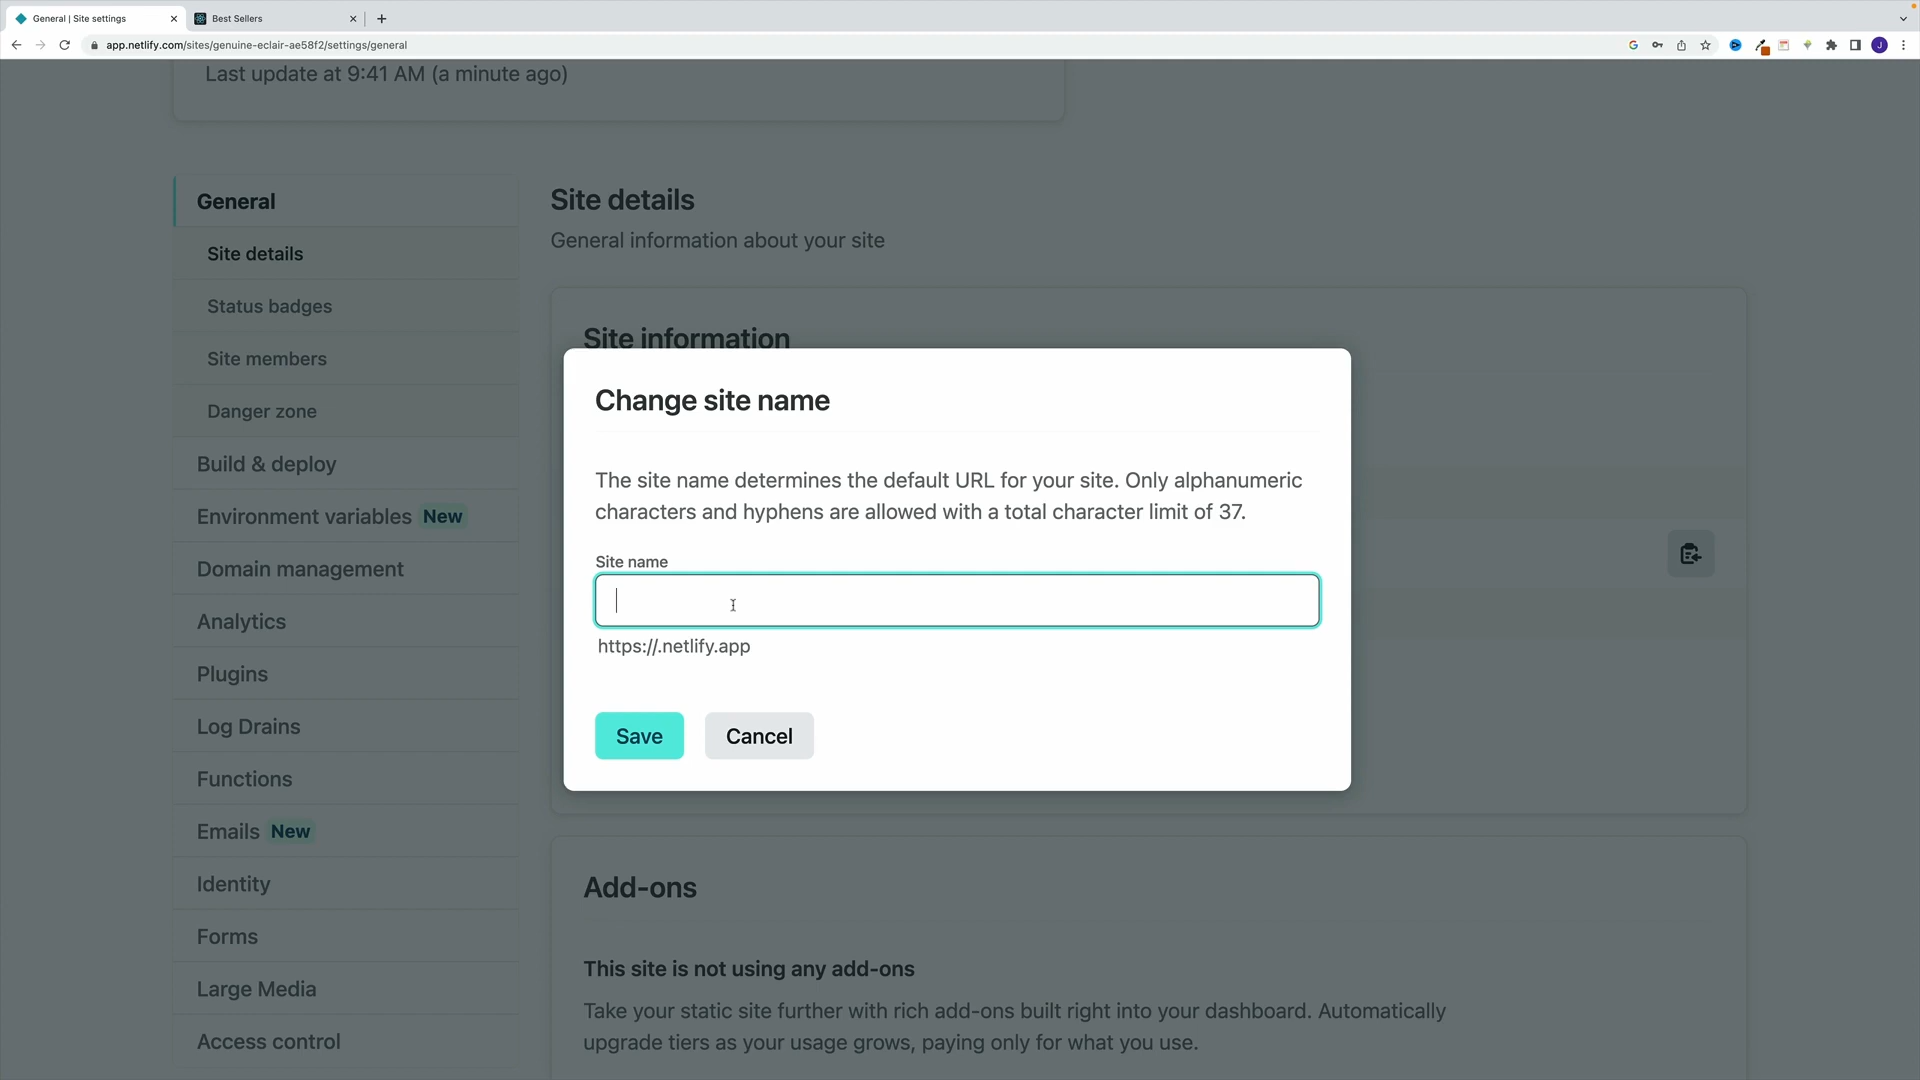 General | Site settings
Best Sellers
app.netlify.com/sites/genuine-eclair-ae58f2/settings/general
J
Last update at 9:41 AM (a minute ago)
General
Site details
Status badges
Site members
Danger zone
Build & deploy
Environment variables New
Domain management
Analytics
Plugins
Log Drains
Functions
Emails New
Identity
Forms
Large Media
Access control
Site details
General information about your site
Site information
Change site name
The site name determines the default URL for your site. Only alphanumeric
characters and hyphens are allowed with a total character limit of 37.
Site name
https://.netlify.app
Save
Cancel
Add-ons
This site is not using any add-ons
Take your static site further with rich add-ons built right into your dashboard. Automatically
upgrade tiers as your usage grows, paying only for what you use.